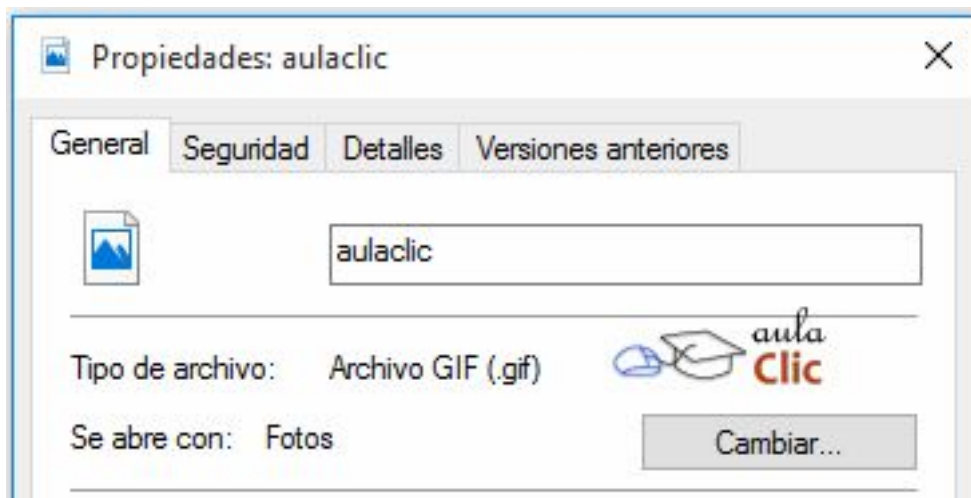 Propiedades: aulaclic
General Seguridad Detalles Versiones anteriores
aulaclic
aula
Clic
Tipo de archivo: Archivo GIF (.gif)
Se abre con: Fotos Cambiar...